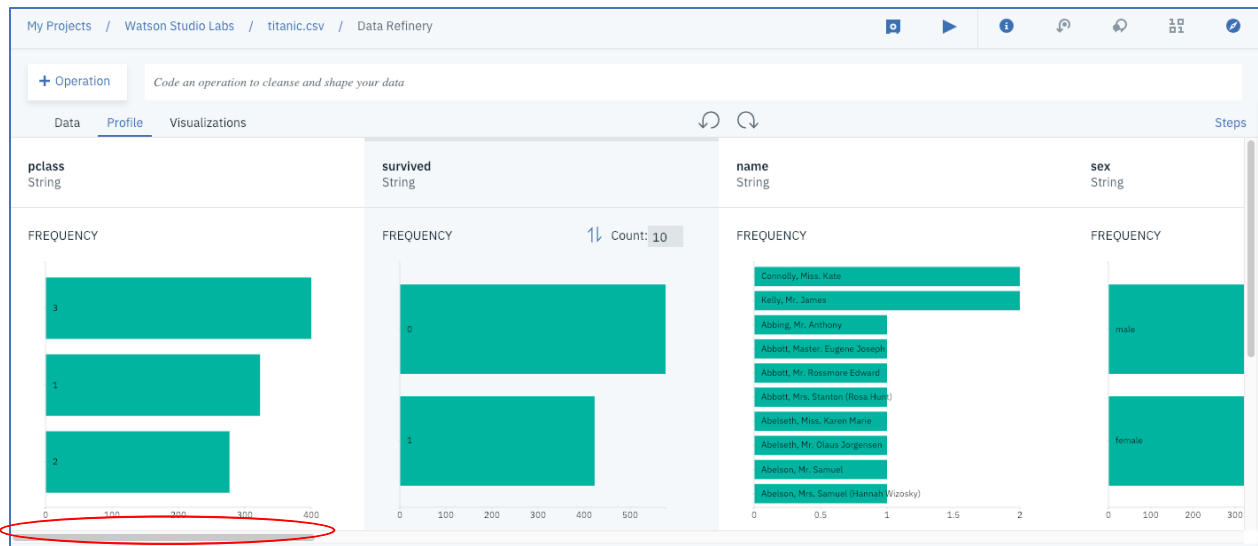 My Projects / Watson Studio Labs / titanic.csv / Data Refinery
+ Operation
Code an operation to cleanse and shape your data
Data Profile Visualizations
Steps
pclass
String
survived
String
name
String
sex
String
FREQUENCY
3
1
2
0 100 200 300 400
FREQUENCY
Count: 10
0
1
0 100 200 300 400 500
FREQUENCY
Connolly, Miss. Kate
Kelly, Mr. James
Abbing, Mr. Anthony
Abbott, Master. Eugene Joseph
Abbott, Mr. Rossmore Edward
Abbott, Mrs. Stanton (Rosa Hunt)
Abelseth, Miss. Karen Marie
Abelseth, Mr. Olaus Jorgensen
Abelson, Mr. Samuel
Abelson, Mrs. Samuel (Hannah Wizosky)
0 0.5 1 1.5 2
FREQUENCY
male
female
0 100 200 300